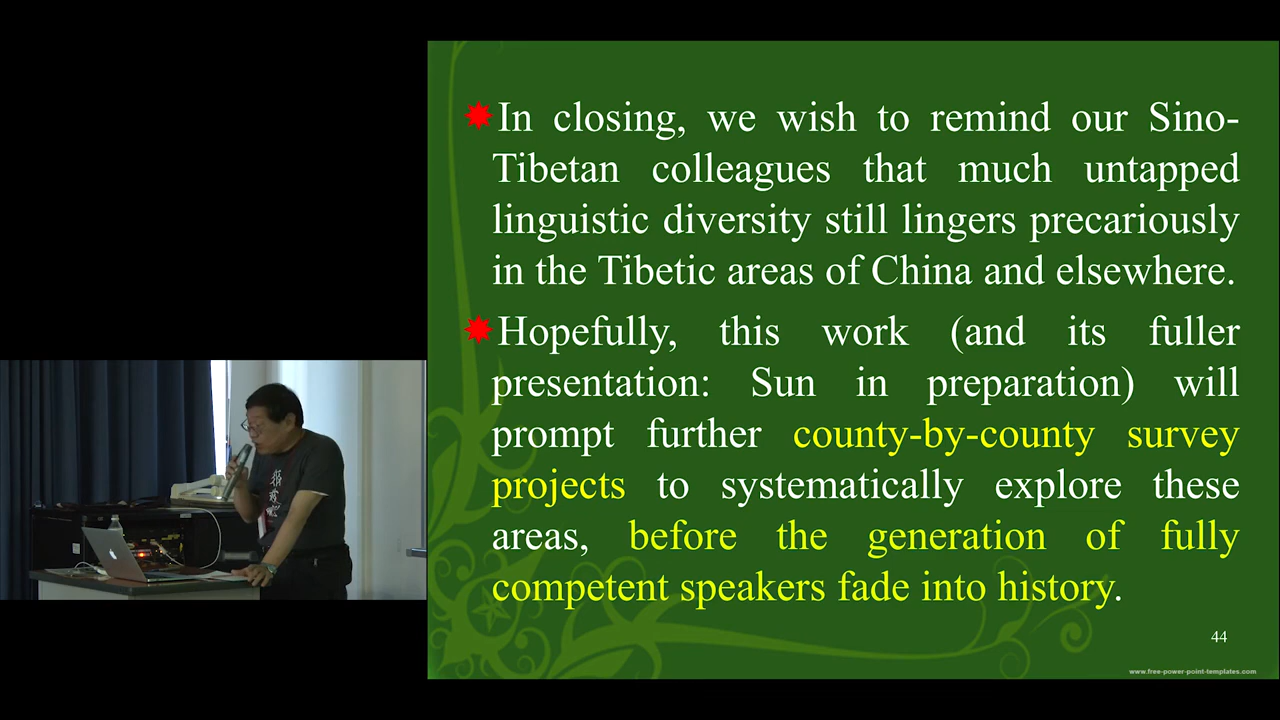 In closing, we wish to remind our Sino-
Tibetan colleagues that much untapped
linguistic diversity still lingers precariously
in the Tibetic areas of China and elsewhere.
Hopefully, this work (and its fuller
presentation: Sun in preparation) will
prompt further county-by-county survey
projects to systematically explore these
areas, before the generation of fully
competent speakers fade into history.
44
www.free-power-point-templates.com